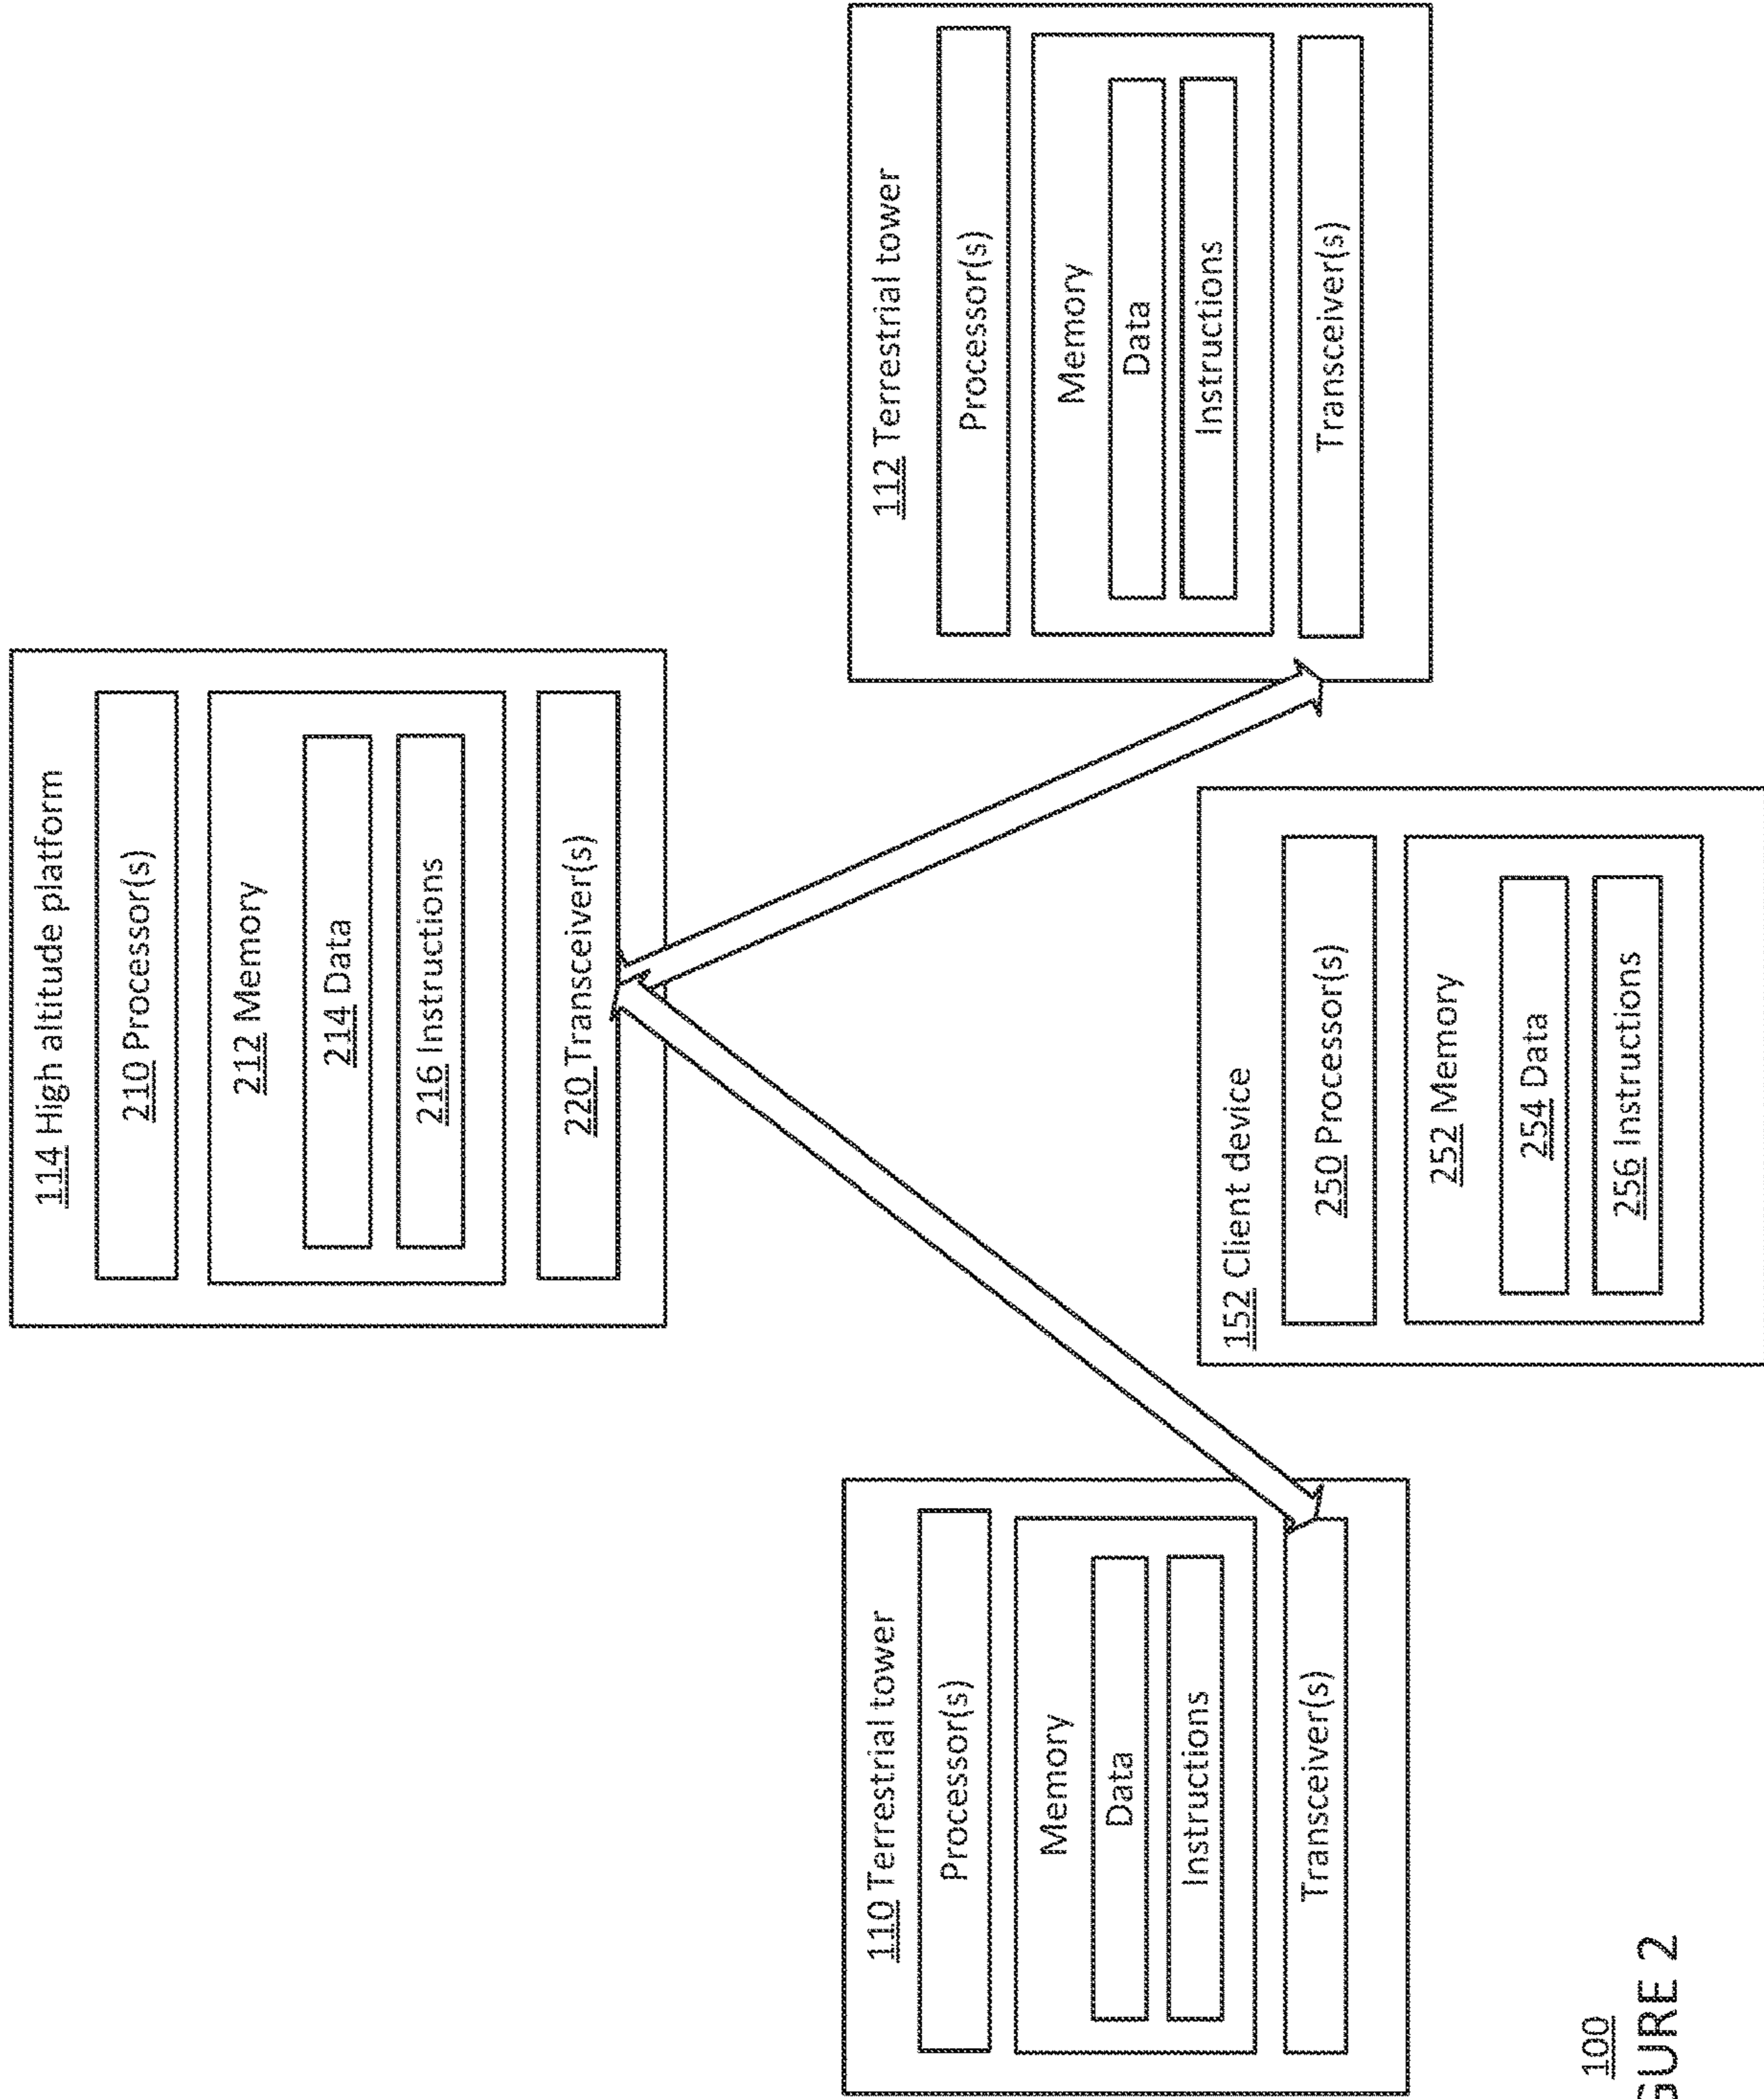 114 High altitude platform
210 Processor(s)
212 Memory
214 Data
216 Instructions
220 Transceiver(s)
110 Terrestrial tower
Processor(s)
Memory
Data
Instructions
Transceiver(s)
152 Client device
250 Processor(s)
252 Memory
254 Data
256 Instructions
112 Terrestrial tower
Processor(s)
Memory
Data
Instructions
Transceiver(s)
100
GURE 2